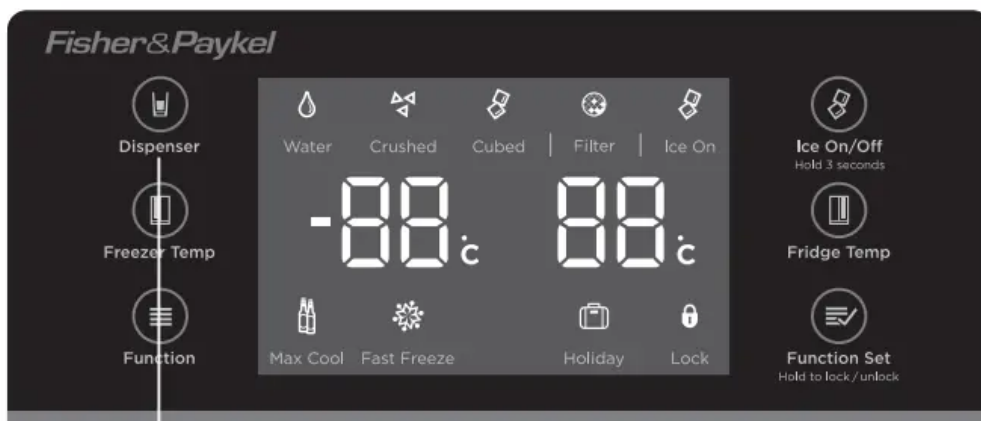 Fisher&Paykel
Dispenser
Water Crushed Cubed Filter Ice On
Ice On/Off
Hold 3 seconds
Freezer Temp
-88°C 88°C
Fridge Temp
Function
Max Cool Fast Freeze Holiday Lock
Function Set
Hold to lock / unlock